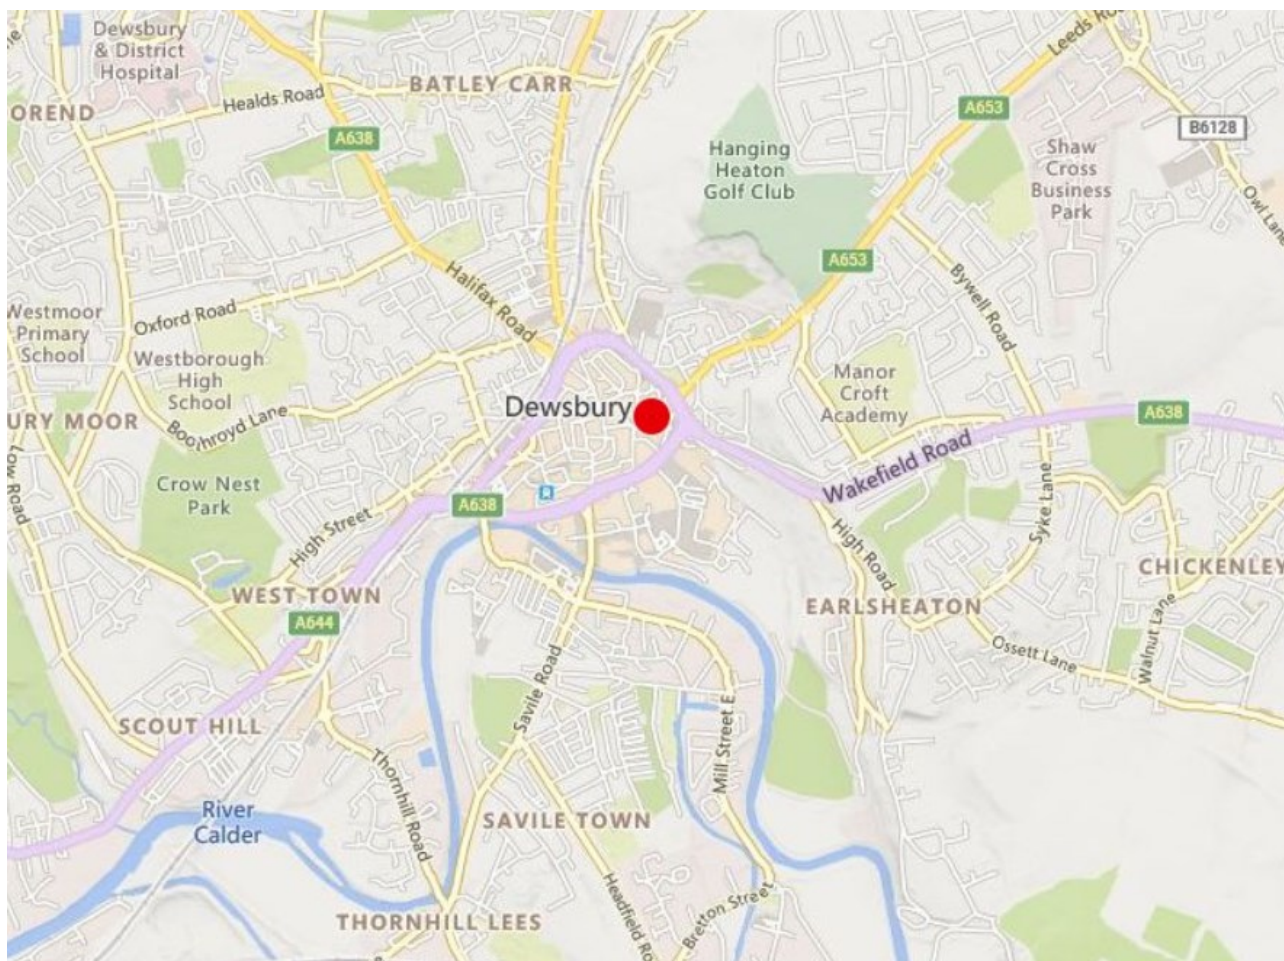 Dewsbury
& District
Hospital
Leeds Ro
BATLEY CARR
Healds Road
A653
OREND
B6128
A638
Hanging
Heaton
Golf Club
Shaw
Cross
Business
Park
Owl Lane
A653
Halifax Road
Bywell Road
Westmoor
Primary
School
Oxford Road
Westborough
High
School
Manor
Croft
Academy
Dewsbury
A638
URY MOOR
Boothroyd Lane
Wakefield Road
Low Road
Crow Nest
Park
A638
High Street
Syke Lane
High Road
CHICKENLEY
WEST TOWN
EARLSHEATON
A644
Walnut Lane
Ossett Lane
Savile Road
SCOUT HILL
Mill Street E
Thornhill Road
River
Calder
SAVILE TOWN
Headfield Ro
Bretton Street
THORNHILL LEES